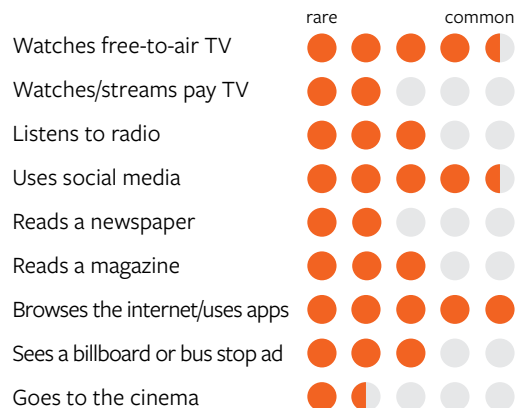 rare common
Watches free-to-air TV
Watches/streams pay TV
Listens to radio
Uses social media
Reads a newspaper
Reads a magazine
Browses the internet/uses apps
Sees a billboard or bus stop ad
Goes to the cinema